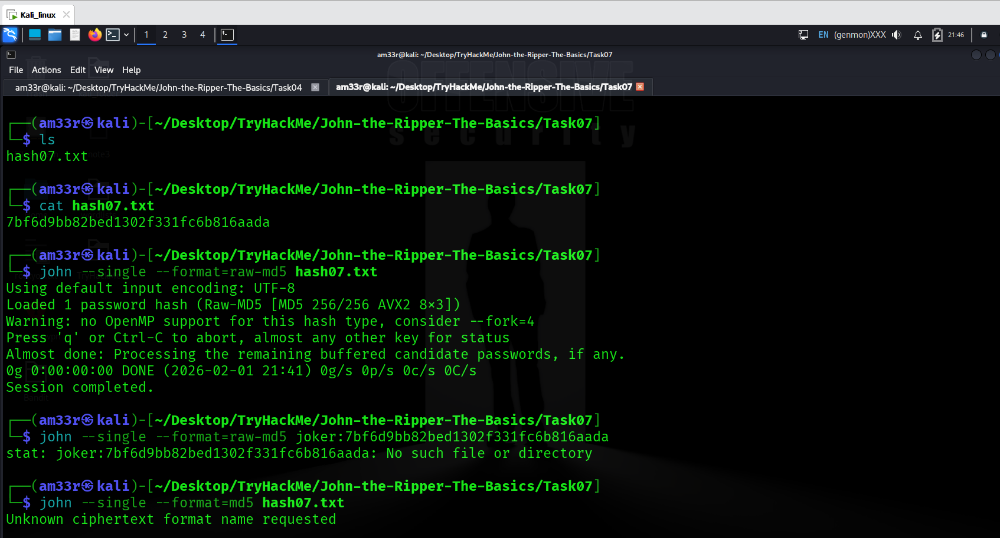 Kali_linux
1 2 3 4 EN (genmon)XXX 21:46
am33r@kali: ~/Desktop/TryHackMe/John-the-Ripper-The-Basics/Task07
File Actions Edit View Help
am33r@kali: ~/Desktop/TryHackMe/John-the-Ripper-The-Basics/Task04 am33r@kali: ~/Desktop/TryHackMe/John-the-Ripper-The-Basics/Task07
OFFENSIVE
security
┌──(am33r㉿kali)-[~/Desktop/TryHackMe/John-the-Ripper-The-Basics/Task07]
└─$ ls
hash07.txt
┌──(am33r㉿kali)-[~/Desktop/TryHackMe/John-the-Ripper-The-Basics/Task07]
└─$ cat hash07.txt
7bf6d9bb82bed1302f331fc6b816aada
┌──(am33r㉿kali)-[~/Desktop/TryHackMe/John-the-Ripper-The-Basics/Task07]
└─$ john --single --format=raw-md5 hash07.txt
Using default input encoding: UTF-8
Loaded 1 password hash (Raw-MD5 [MD5 256/256 AVX2 8×3])
Warning: no OpenMP support for this hash type, consider --fork=4
Press 'q' or Ctrl-C to abort, almost any other key for status
Almost done: Processing the remaining buffered candidate passwords, if any.
0g 0:00:00:00 DONE (2026-02-01 21:41) 0g/s 0p/s 0c/s 0C/s
Session completed.
Bandit
┌──(am33r㉿kali)-[~/Desktop/TryHackMe/John-the-Ripper-The-Basics/Task07]
└─$ john --single --format=raw-md5 joker:7bf6d9bb82bed1302f331fc6b816aada
stat: joker:7bf6d9bb82bed1302f331fc6b816aada: No such file or directory
┌──(am33r㉿kali)-[~/Desktop/TryHackMe/John-the-Ripper-The-Basics/Task07]
└─$ john --single --format=md5 hash07.txt
Unknown ciphertext format name requested